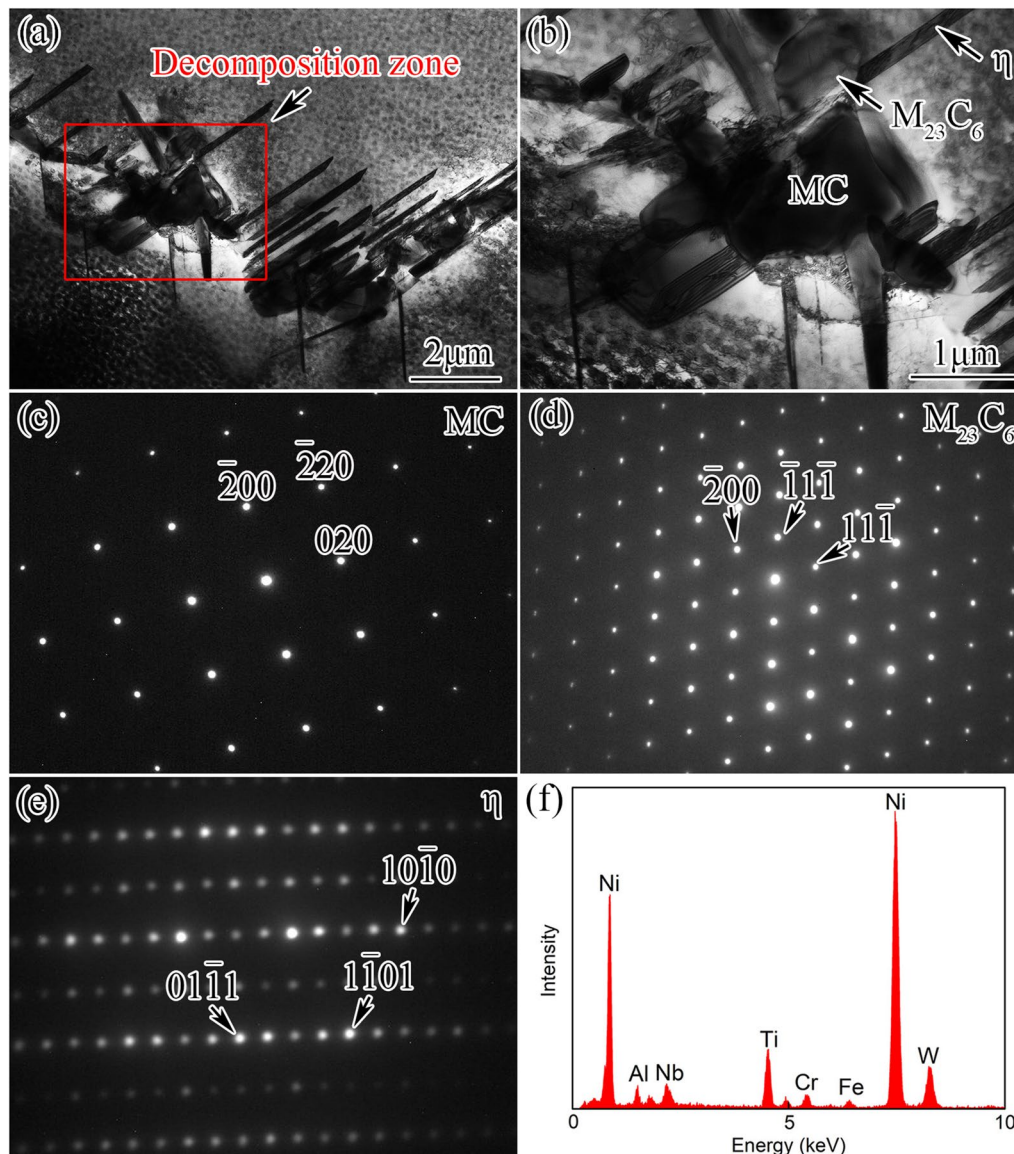 (a)
Decomposition zone
2μm
(b)
η
M₂₃C₆
MC
1μm
(c)
MC
2̅00
2̅20
020
(d)
M₂₃C₆
2̅00
1̅11̅
111̅
(e)
η
101̅0
011̅1
11̅01
(f)
Intensity
Ni
Al
Nb
Ti
Cr
Fe
Ni
W
0
5
10
Energy (keV)